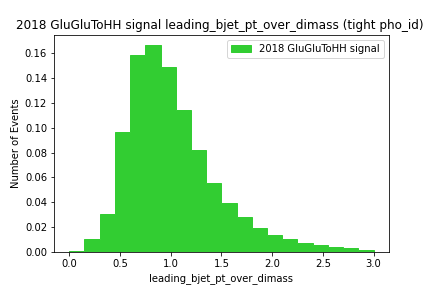 2018 GluGluToHH signal leading_bjet_pt_over_dimass (tight pho_id)
2018 GluGluToHH signal
Number of Events
0.16
0.14
0.12
0.10
0.08
0.06
0.04
0.02
0.00
0.0 0.5 1.0 1.5 2.0 2.5 3.0
leading_bjet_pt_over_dimass